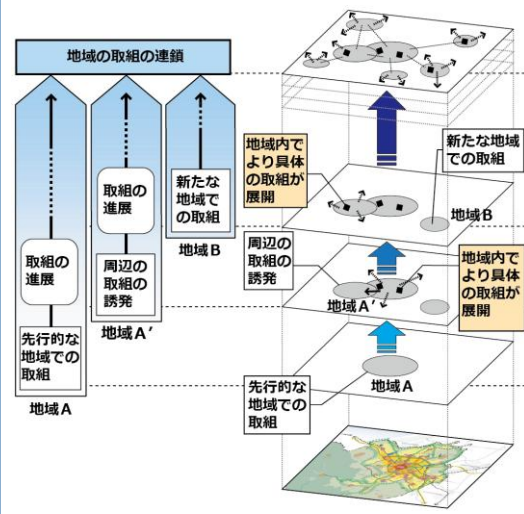 地域の取組の連鎖
取組の
進展
先行的な
地域での
取組
地域A
取組の
進展
周辺の
取組の
誘発
地域A’
新たな
地域で
の取組
地域B
地域内で
より具体
の取組が
展開
新たな地域
での取組
地域B
周辺の
取組の
誘発
地域A’
地域内で
より具体
の取組が
展開
先行的な
地域での
取組
地域A